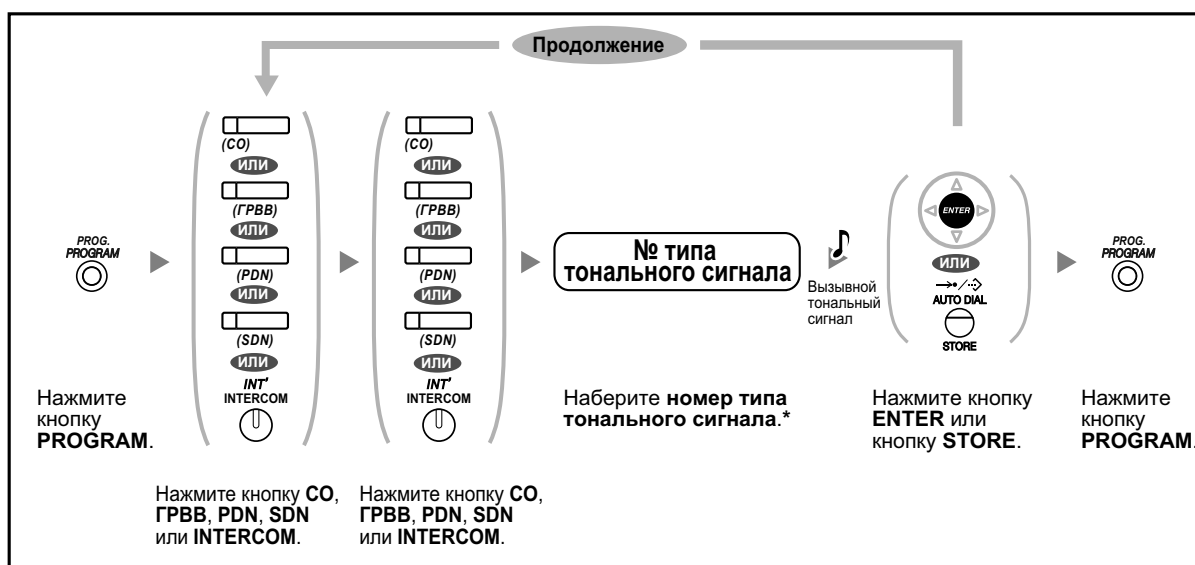 Продолжение
PROG.
PROGRAM
(CO)
ИЛИ
(ГРВВ)
ИЛИ
(PDN)
ИЛИ
(SDN)
ИЛИ
INT'
INTERCOM
(CO)
ИЛИ
(ГРВВ)
ИЛИ
(PDN)
ИЛИ
(SDN)
ИЛИ
INT'
INTERCOM
№ типа
тонального сигнала
Вызывной
тональный
сигнал
ENTER
ИЛИ
AUTO DIAL
STORE
PROG.
PROGRAM
Нажмите
кнопку
PROGRAM.
Нажмите кнопку CO,
ГРВВ, PDN, SDN
или INTERCOM.
Нажмите кнопку CO,
ГРВВ, PDN, SDN
или INTERCOM.
Наберите номер типа
тонального сигнала.*
Нажмите кнопку
ENTER или
кнопку STORE.
Нажмите
кнопку
PROGRAM.